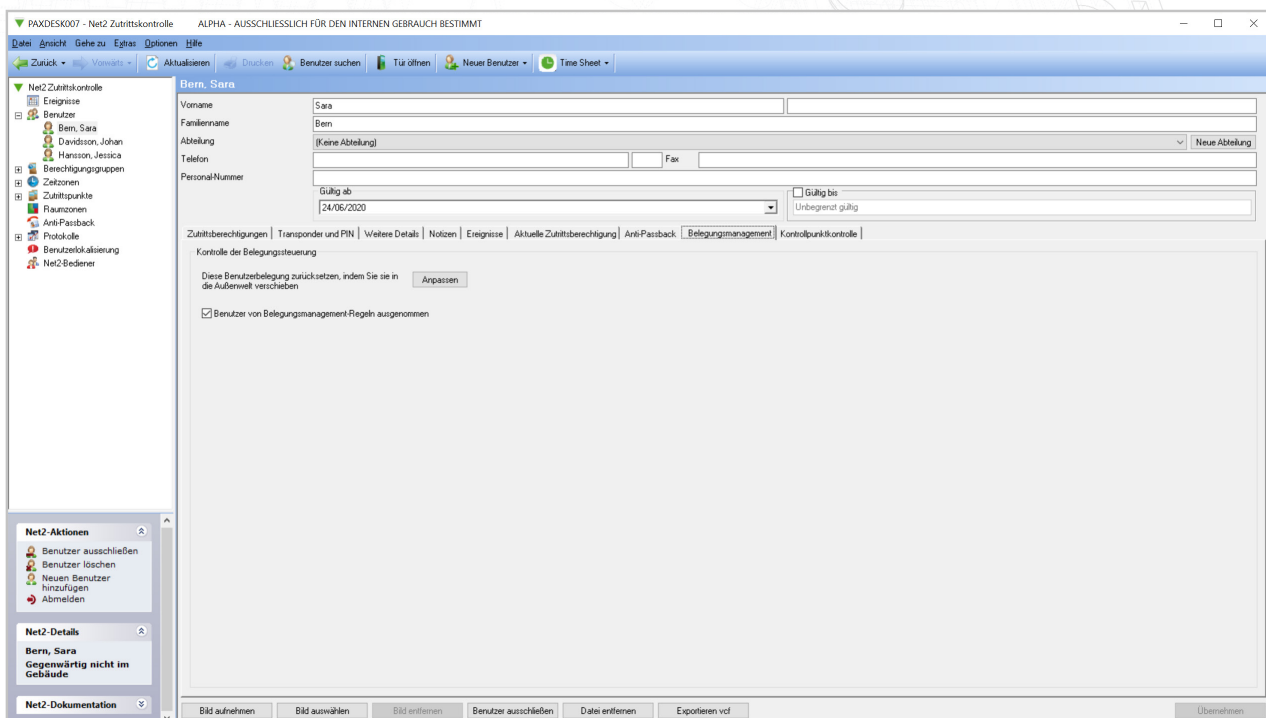 PAXDESK007 - Net2 Zutrittskontrolle ALPHA - AUSSCHLIESSLICH FÜR DEN INTERNEN GEBRAUCH BESTIMMT
Datei Ansicht Gehe zu Extras Optionen Hilfe
Zurück Vorwärts Aktualisieren Drucken Benutzer suchen Tür öffnen Neuer Benutzer Time Sheet
Net2 Zutrittskontrolle
Ereignisse
Benutzer
Bern, Sara
Davidsson, Johan
Hansson, Jessica
Berechtigungsgruppen
Zeitzonen
Zutrittspunkte
Raumzonen
Anti-Passback
Protokolle
Benutzerlokalisierung
Net2-Bediener
Net2-Aktionen
Benutzer ausschließen
Benutzer löschen
Neuen Benutzer
hinzufügen
Abmelden
Net2-Details
Bern, Sara
Gegenwärtig nicht im
Gebäude
Net2-Dokumentation
Bern, Sara
Vorname Sara
Familienname Bern
Abteilung (Keine Abteilung) Neue Abteilung
Telefon Fax
Personal-Nummer
Gültig ab Gültig bis
24/06/2020 Unbegrenzt gültig
Zutrittsberechtigungen Transponder und PIN Weitere Details Notizen Ereignisse Aktuelle Zutrittsberechtigung Anti-Passback Belegungsmanagement Kontrollpunktkontrolle
Kontrolle der Belegungssteuerung
Diese Benutzerbelegung zurücksetzen, indem Sie sie in
die Außenwelt verschieben
Anpassen
Benutzer von Belegungsmanagement-Regeln ausgenommen
Bild aufnehmen Bild auswählen Bild entfernen Benutzer ausschließen Datei entfernen Exportieren vcf Übernehmen